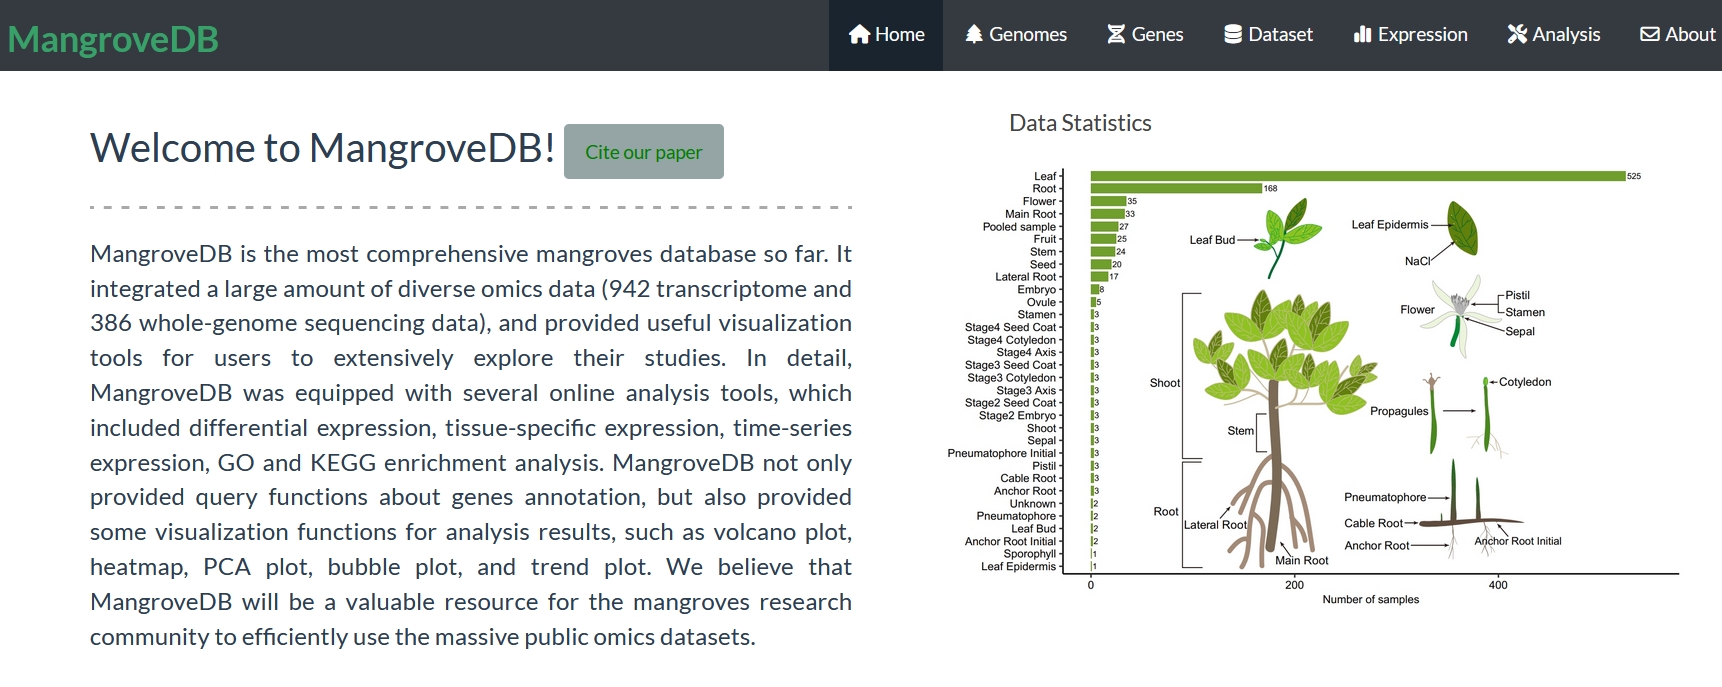 MangroveDB
Home
Genomes
Genes
Dataset
Expression
Analysis
About
Welcome to MangroveDB!
Cite our paper
MangroveDB is the most comprehensive mangroves database so far. It
integrated a large amount of diverse omics data (942 transcriptome and
386 whole-genome sequencing data), and provided useful visualization
tools for users to extensively explore their studies. In detail,
MangroveDB was equipped with several online analysis tools, which
included differential expression, tissue-specific expression, time-series
expression, GO and KEGG enrichment analysis. MangroveDB not only
provided query functions about genes annotation, but also provided
some visualization functions for analysis results, such as volcano plot,
heatmap, PCA plot, bubble plot, and trend plot. We believe that
MangroveDB will be a valuable resource for the mangroves research
community to efficiently use the massive public omics datasets.
Data Statistics
Leaf 525
Root 168
Flower 35
Main Root 33
Pooled sample 27
Fruit 25
Stem 24
Seed 20
Lateral Root 17
Embryo 8
Ovule 5
Stamen 3
Stage4 Seed Coat 3
Stage4 Cotyledon 3
Stage4 Axis 3
Stage3 Seed Coat 3
Stage3 Cotyledon 3
Stage3 Axis 3
Stage2 Seed Coat 3
Stage2 Embryo 3
Shoot 3
Sepal 3
Pneumatophore Initial 3
Pistil 3
Cable Root 3
Anchor Root 3
Unknown 2
Pneumatophore 2
Leaf Bud 2
Anchor Root Initial 2
Sporophyll 1
Leaf Epidermis 1
0
200
400
Number of samples
Leaf Bud
Shoot
Stem
Root
Lateral Root
Main Root
Leaf Epidermis
NaCl
Flower
Pistil
Stamen
Sepal
Cotyledon
Propagules
Pneumatophore
Cable Root
Anchor Root
Anchor Root Initial